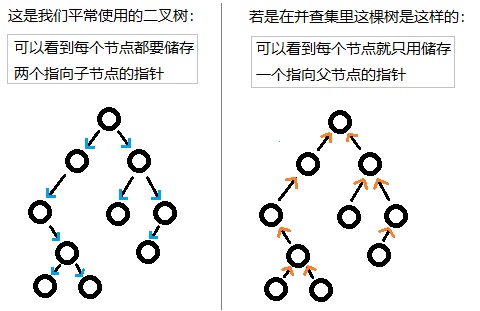 这是我们平常使用的二叉树：
可以看到每个节点都要储存
两个指向子节点的指针
若是在并查集里这棵树是这样的：
可以看到每个节点就只用储存
一个指向父节点的指针